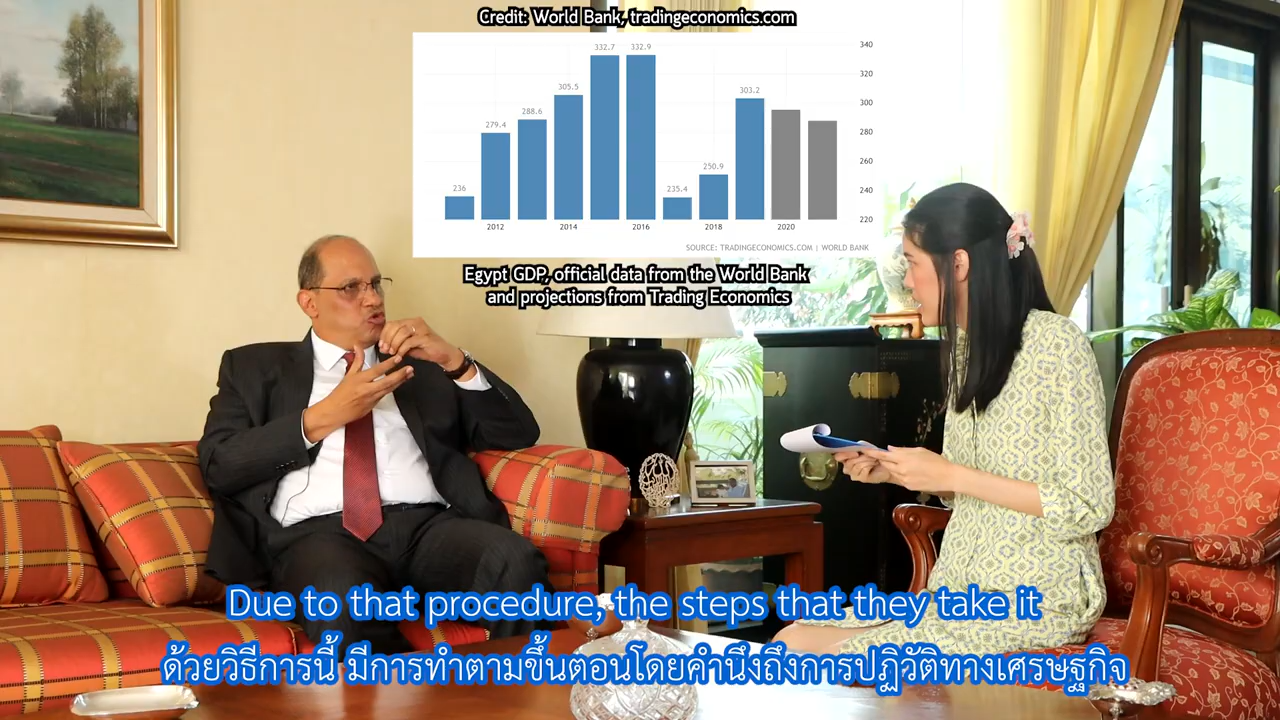 Credit: World Bank, tradingeconomics.com
340
332.7 332.9
320
305.5
303.2
300
288.6
279.4
280
260
250.9
240
236
235.4
220
2012 2014 2016 2018 2020
SOURCE: TRADINGECONOMICS.COM | WORLD BANK
Egypt GDP, official data from the World Bank
and projections from Trading Economics
Due to that procedure, the steps that they take it
ด้วยวิธีการนี้ มีการทำตามขึ้นตอนโดยคำนึงถึงการปฏิวัติทางเศรษฐกิจ